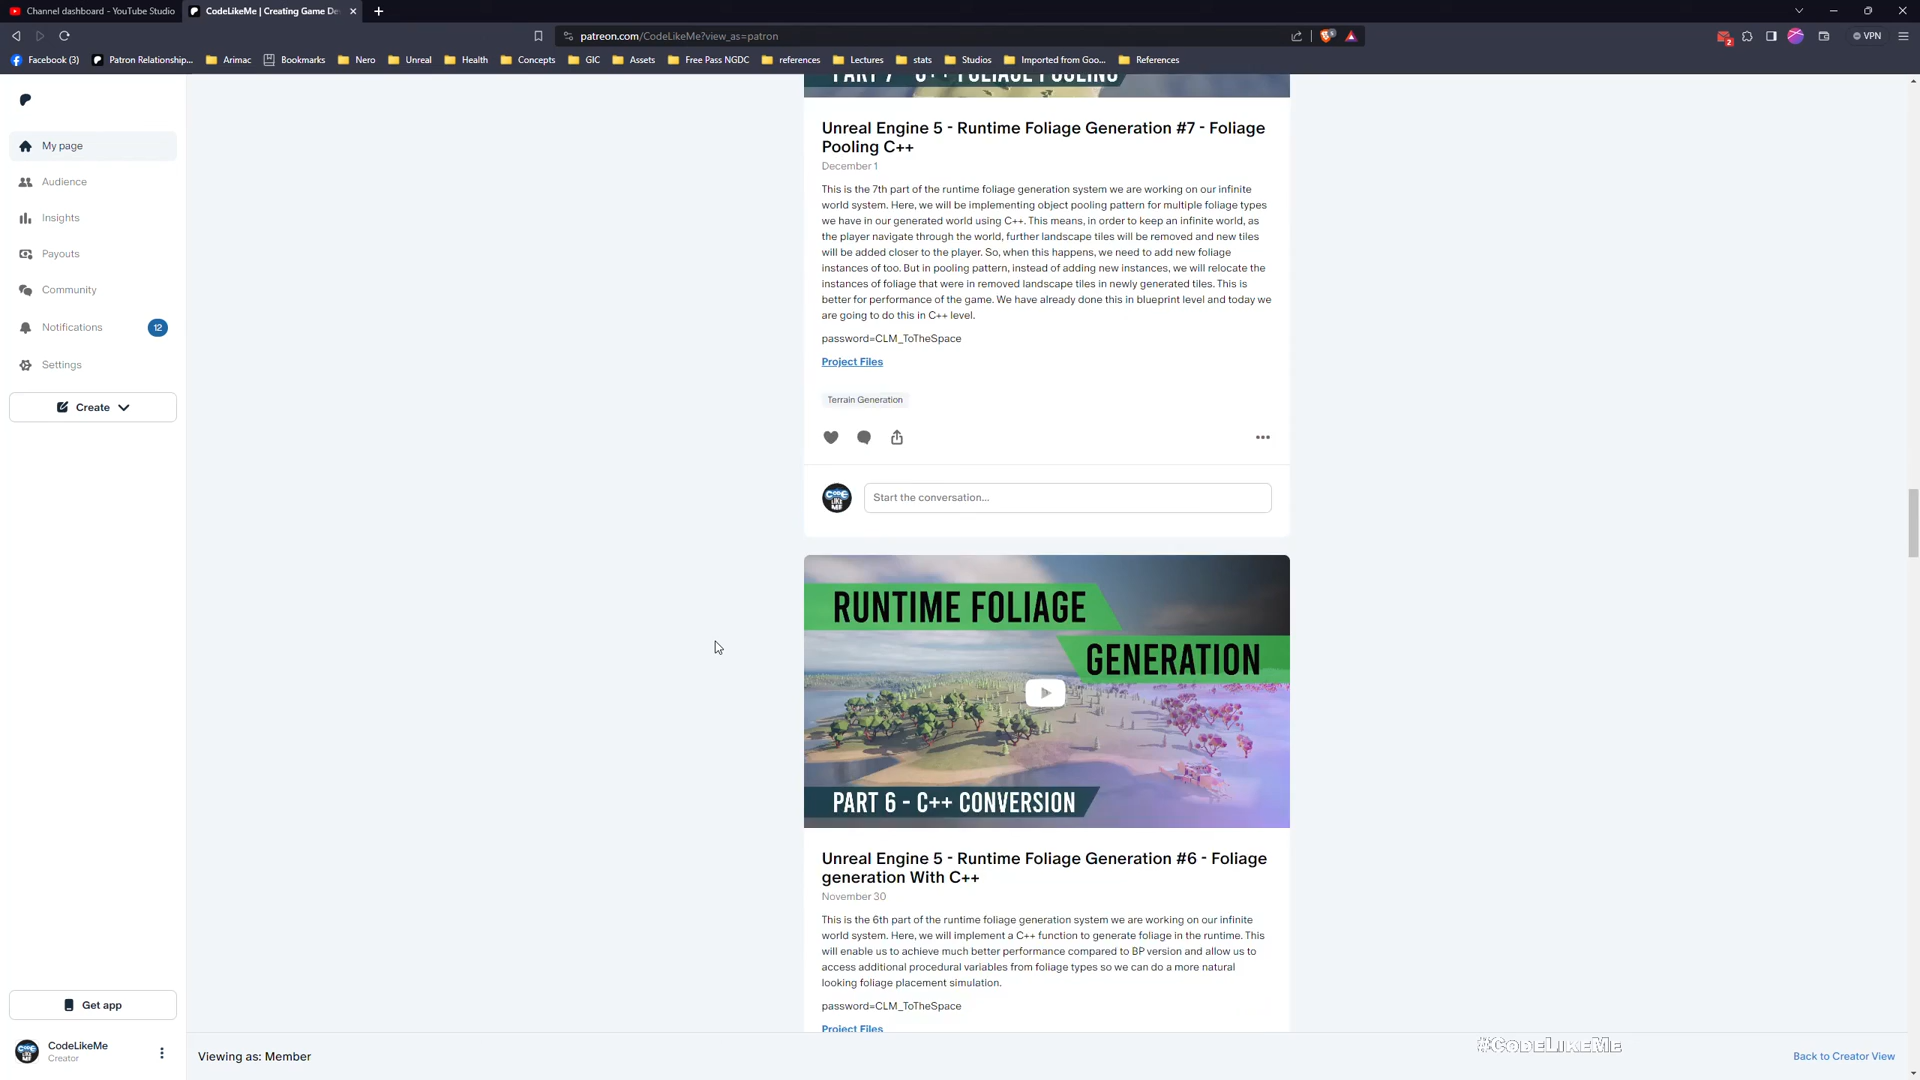 Channel dashboard - YouTube Studio
CodeLikeMe | Creating Game De
patreon.com/CodeLikeMe?view_as=patron
2
VPN
Facebook (3)
Patron Relationship...
Arimac
Bookmarks
Nero
Unreal
Health
Concepts
GIC
Assets
Free Pass NGDC
references
Lectures
stats
Studios
Imported from Goo...
References
My page
Audience
Insights
Payouts
Community
Notifications
12
Settings
Create
Get app
CodeLikeMe
Creator
PART 7 - C++ FOLIAGE POOLING
Unreal Engine 5 - Runtime Foliage Generation #7 - Foliage
Pooling C++
December 1
This is the 7th part of the runtime foliage generation system we are working on our infinite
world system. Here, we will be implementing object pooling pattern for multiple foliage types
we have in our generated world using C++. This means, in order to keep an infinite world, as
the player navigate through the world, further landscape tiles will be removed and new tiles
will be added closer to the player. So, when this happens, we need to add new foliage
instances of too. But in pooling pattern, instead of adding new instances, we will relocate the
instances of foliage that were in removed landscape tiles in newly generated tiles. This is
better for performance of the game. We have already done this in blueprint level and today we
are going to do this in C++ level.
password=CLM_ToTheSpace
Project Files
Terrain Generation
CODE
LIKE
ME
Start the conversation...
RUNTIME FOLIAGE
GENERATION
PART 6 - C++ CONVERSION
Unreal Engine 5 - Runtime Foliage Generation #6 - Foliage
generation With C++
November 30
This is the 6th part of the runtime foliage generation system we are working on our infinite
world system. Here, we will implement a C++ function to generate foliage in the runtime. This
will enable us to achieve much better performance compared to BP version and allow us to
access additional procedural variables from foliage types so we can do a more natural
looking foliage placement simulation.
password=CLM_ToTheSpace
Project Files
Viewing as: Member
#CodeLikeMe
Back to Creator View